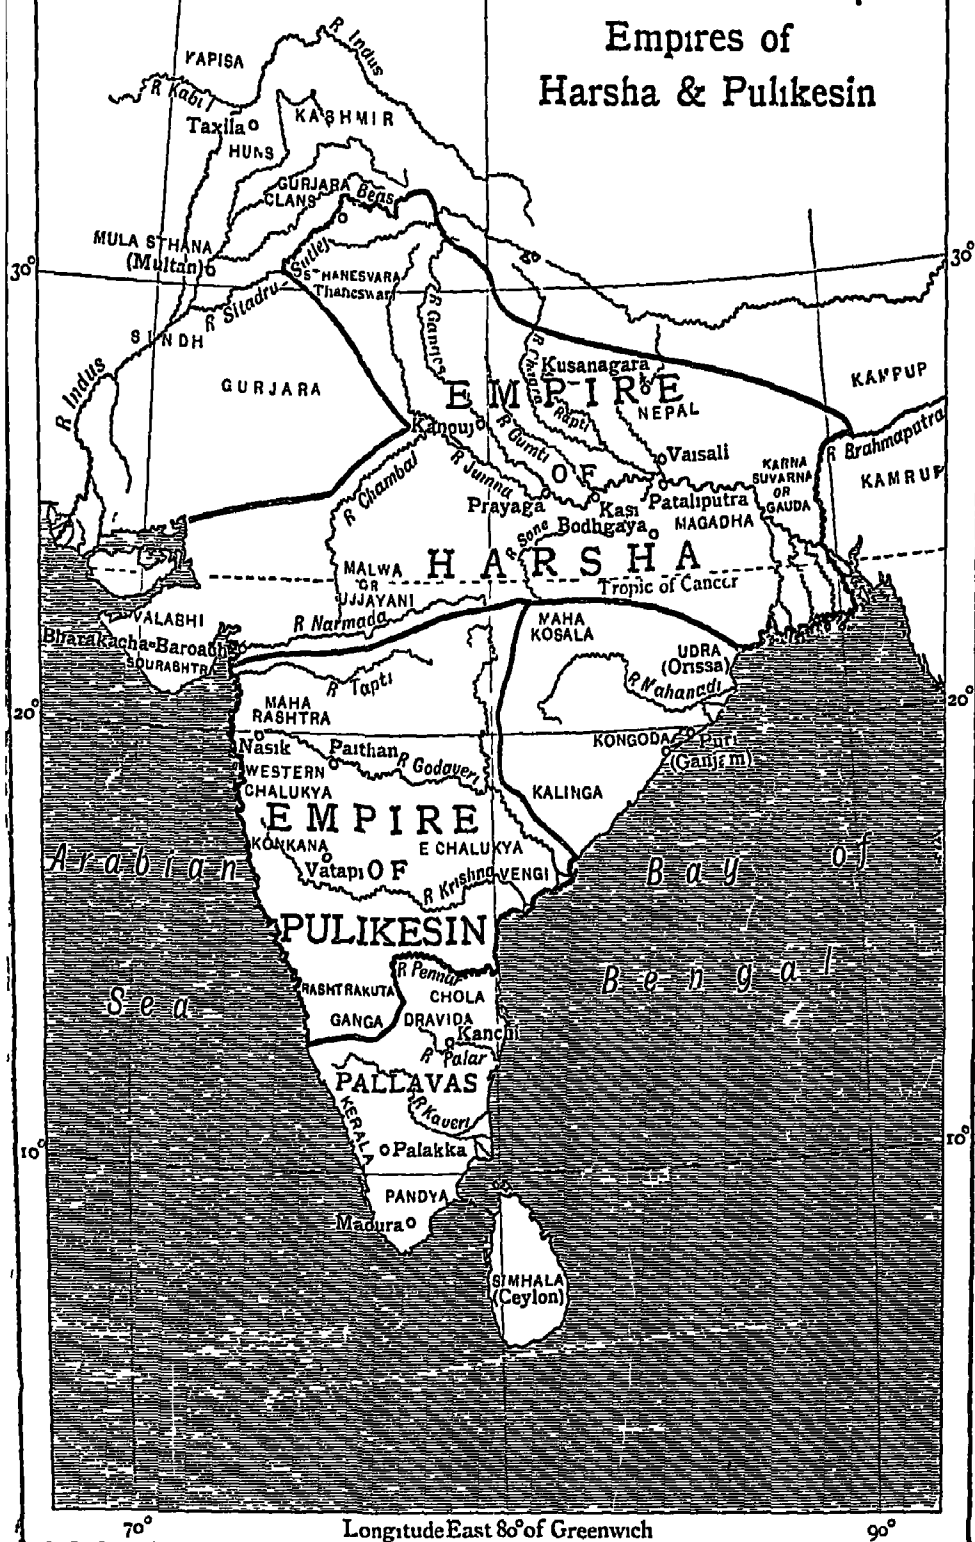 Empires of
Harsha & Pulikesin
R Indus
KAPISA
R Kabul
KASHMIR
Taxila
HUNS
GURJARA
CLANS
Beas
MULA STHANA
(Multan)
Sutlej
30°
30°
STHANESVARA
Thaneswar
R Sitadru
SINDH
R Ganges
R Indus
GURJARA
Kusanagara
EMPIRE
NEPAL
Rapti
KAMRUP
Kanouj
R Gumti
R Brahmaputra
R Chambal
R Jumna
OF
Vaisali
KARNA
SUVARNA
OR
GAUDA
KAMRUP
Prayaga
Kasi
Pataliputra
R Sone
Bodhgaya
MAGADHA
HARSHA
MALWA
OR
UJJAYANI
Tropic of Cancer
VALABHI
R Narmada
MAHA
KOSALA
Bharakacha=Baroach
SOURASHTRA
UDRA
(Orissa)
R Tapti
R Mahanadi
20°
20°
MAHA
RASHTRA
Nasik
Paithan
R Godaveri
KONGODA
Puri
(Ganjam)
WESTERN
CHALUKYA
KALINGA
EMPIRE
KONKANA
E CHALUKYA
Arabian
Bay of
Vatapi
OF
R Krishna
VENGI
PULIKESIN
R Pennar
Bengal
Sea
RASHTRAKUTA
CHOLA
GANGA
DRAVIDA
Kanchi
R Palar
PALLAVAS
KERALA
R Kaveri
10°
10°
Palakka
PANDYA
Madura
SIMHALA
(Ceylon)
70°
Longitude East 80° of Greenwich
90°